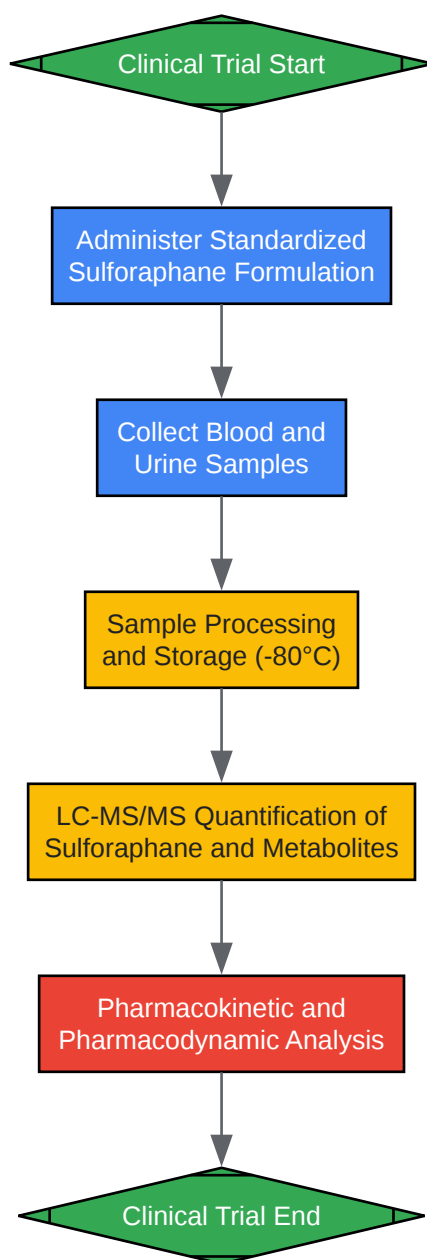 Clinical Trial Start
Administer Standardized
Sulforaphane Formulation
Collect Blood and
Urine Samples
Sample Processing
and Storage (-80°C)
LC-MS/MS Quantification of
Sulforaphane and Metabolites
Pharmacokinetic and
Pharmacodynamic Analysis
Clinical Trial End